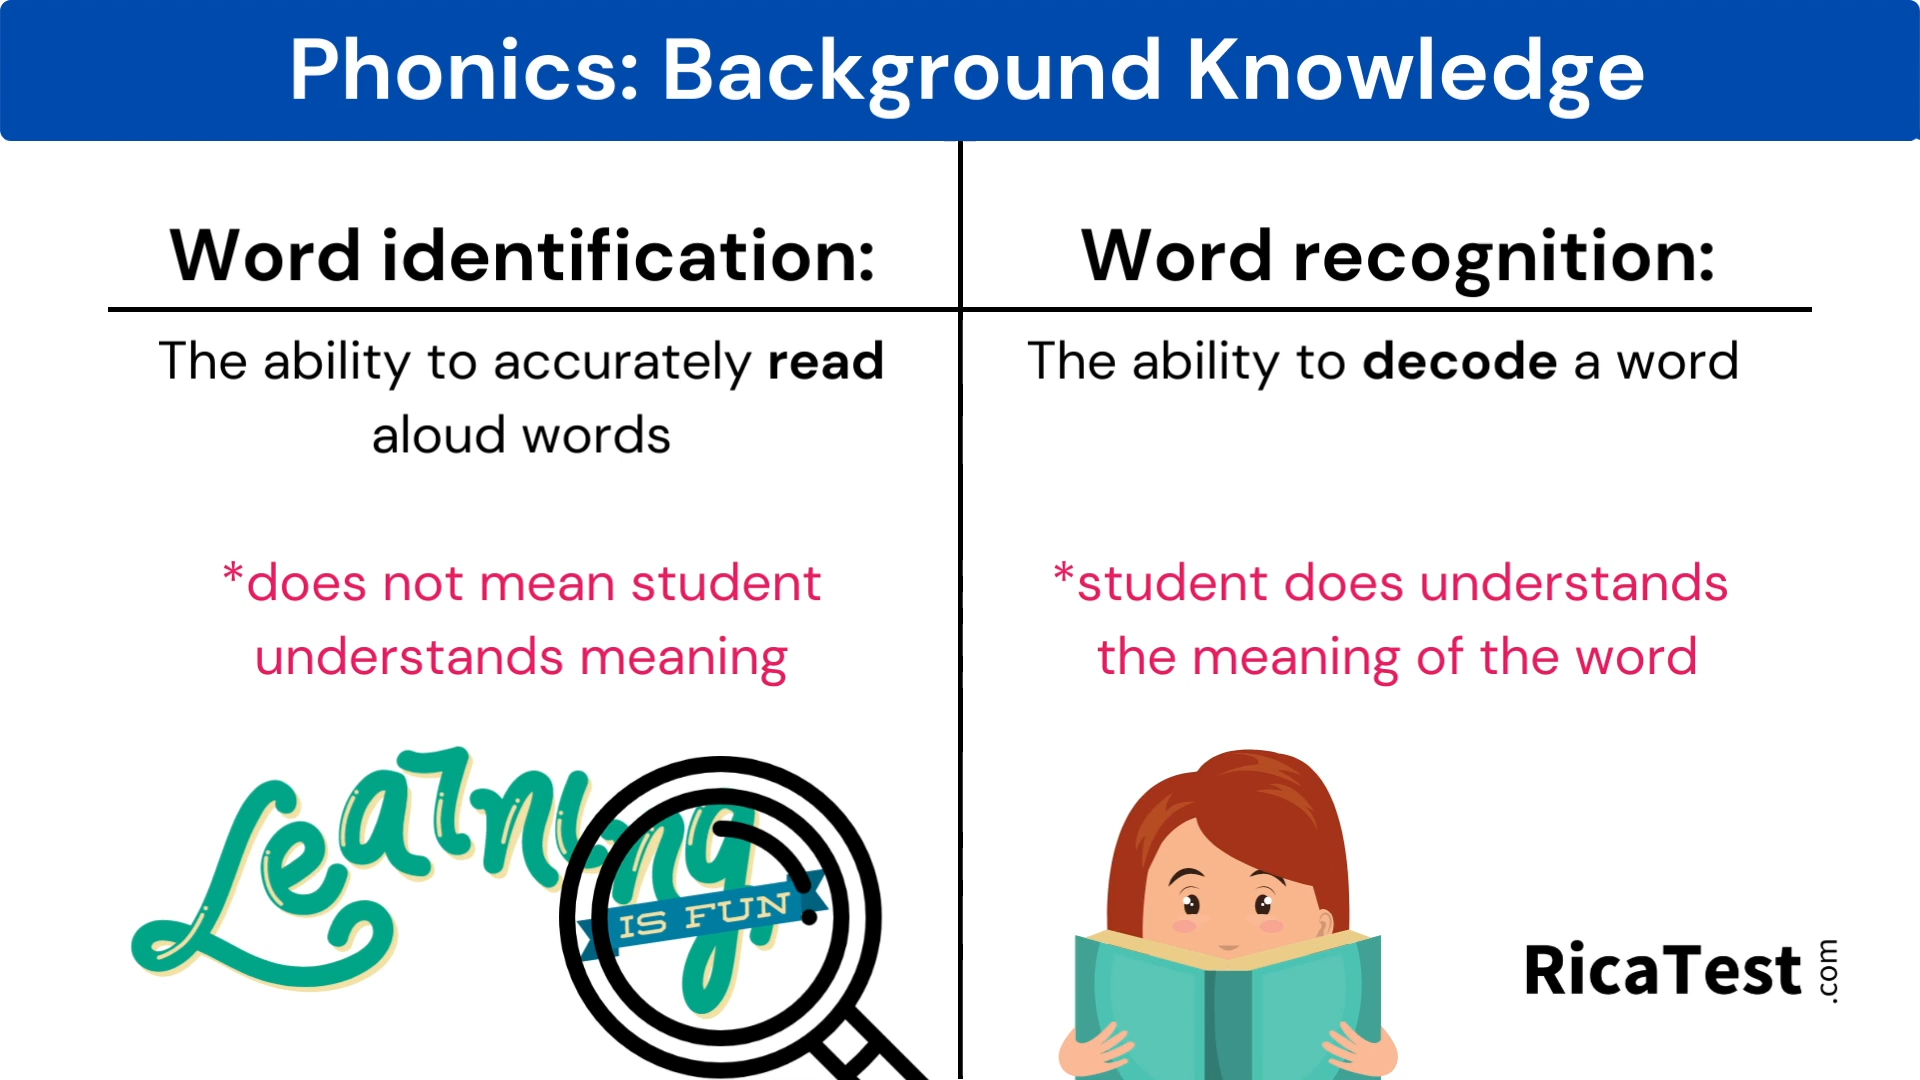 Phonics: Background Knowledge
Word identification:
The ability to accurately read
aloud words
*does not mean student
understands meaning
Learning
IS FUN
Word recognition:
The ability to decode a word
*student does understands
the meaning of the word
RicaTest.com